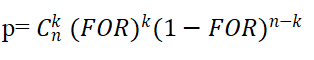 p= C_n^k (FOR)^k(1 − FOR)^{n−k}